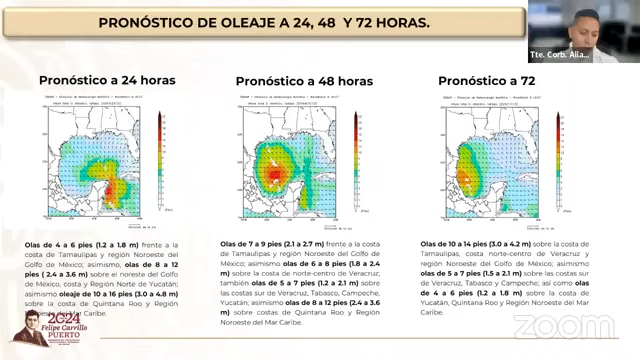 PRONÓSTICO DE OLEAJE A 24, 48 Y 72 HORAS.
Tte. Corb. Alla...
Pronóstico a 24 horas
Pronóstico a 48 horas
Pronóstico a 72
Olas de 4 a 6 pies (1.2 a 1.8 m) frente a la
costa de Tamaulipas y región Noroeste del
Golfo de México; asimismo, olas de 8 a 12
pies ( 2.4 a 3.6 m) sobre el noreste del Golfo
de México, costa y Región Norte de Yucatán;
asimismo oleaje de 10 a 16 pies (3.0 a 4.8 m)
sobre la costa de Quintana Roo y Región
Noroeste del Mar Caribe.
Olas de 7 a 9 pies (2.1 a 2.7 m) frente a la costa
de Tamaulipas y región Noroeste del Golfo de
México; asimismo olas de 6 a 8 pies (1.8 a 2.4
m) sobre la costa de norte-centro de Veracruz;
también olas de 5 a 7 pies (1.2 a 2.1 m) sobre
las costas sur de Veracruz, Tabasco, Campeche,
Yucatán; asimismo olas de 8 a 12 pies (2.4 a 3.6
m) sobre costas de Quintana Roo y Región
Noroeste del Mar Caribe.
Olas de 10 a 14 pies (3.0 a 4.2 m) sobre la costa de
Tamaulipas, costa norte-centro de Veracruz y
región Noroeste del Golfo de México; asimismo
olas de 5 a 7 pies (1.5 a 2.1 m) sobre las costas sur
de Veracruz, Tabasco y Campeche; así como olas
de 4 a 6 pies (1.2 a 1.8 m) sobre la costa de
Yucatán, Quintana Roo y Región Noroeste del Mar
Caribe.
2024
Felipe Carrillo
PUERTO
zoom